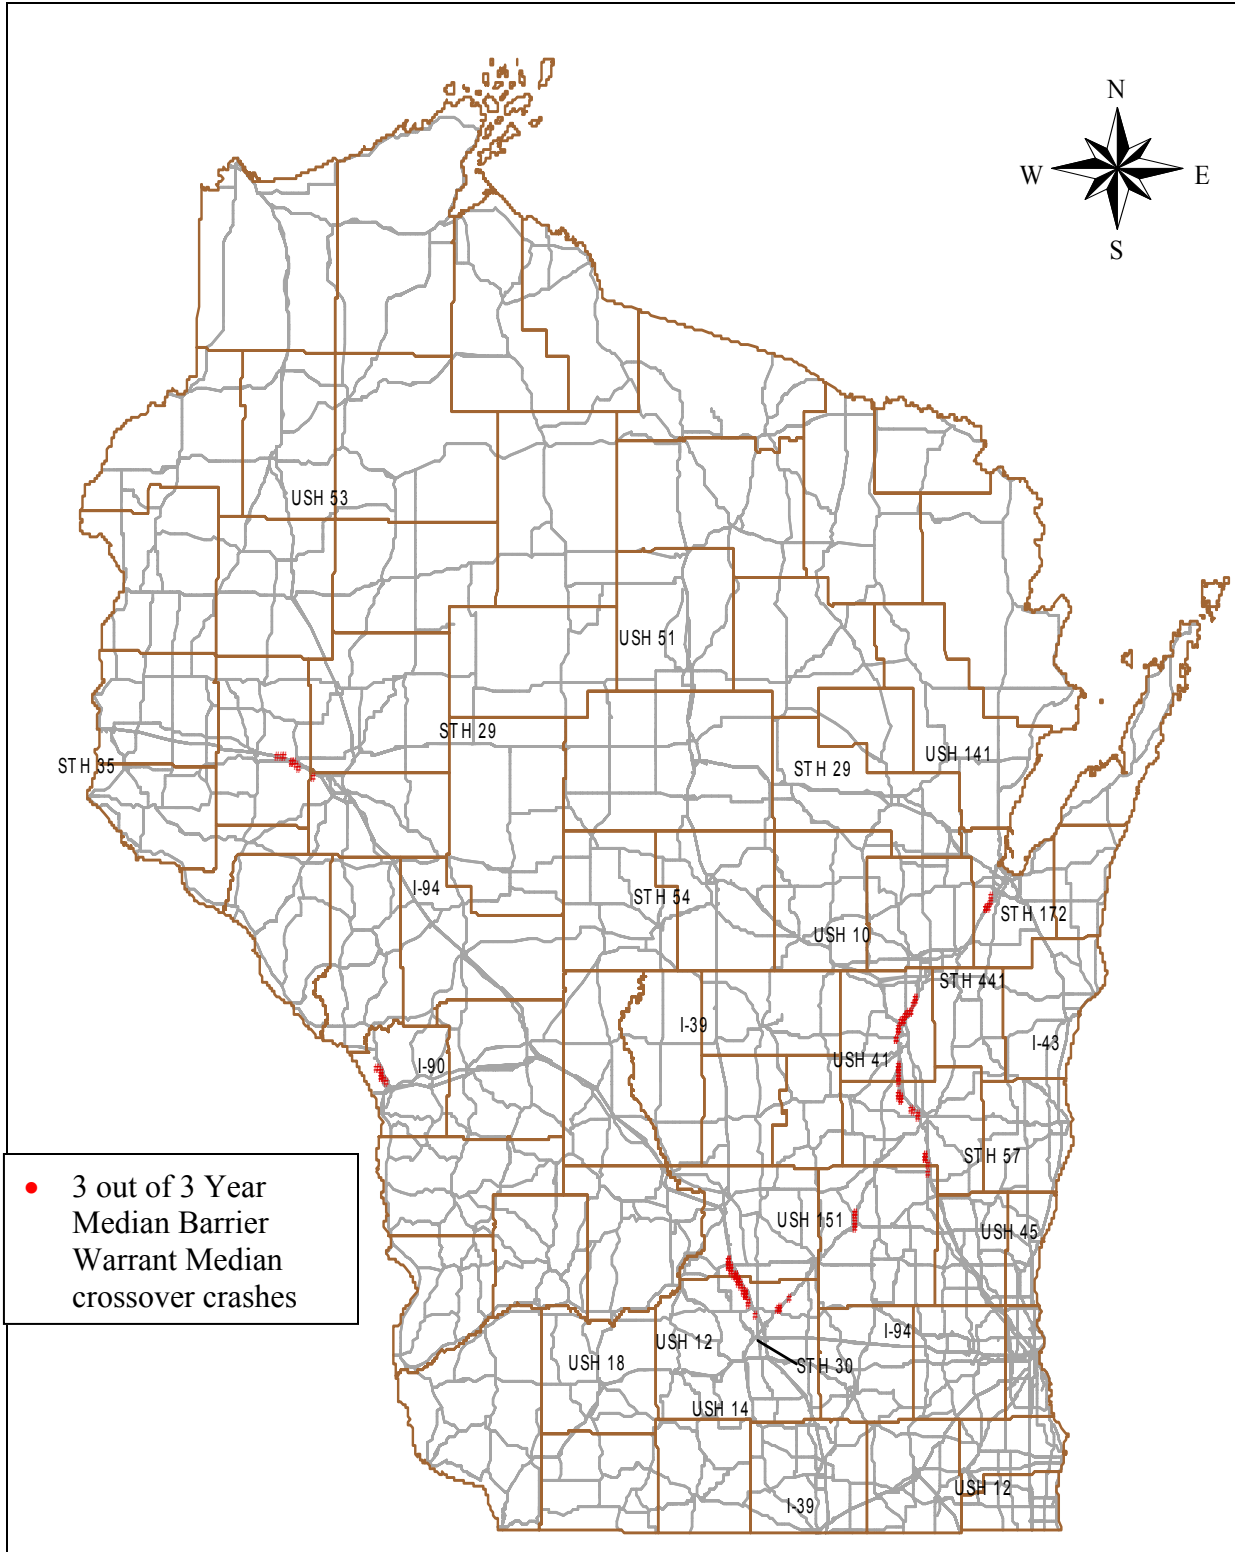 N
W E
S
USH 53
USH 51
STH 29
STH 35
USH 141
STH 29
I-94
STH 54
STH 172
USH 10
STH 441
I-39
I-43
USH 41
I-90
STH 57
• 3 out of 3 Year
Median Barrier
Warrant Median
crossover crashes
USH 151
USH 45
I-94
USH 12
USH 18
STH 30
USH 14
USH 12
I-39